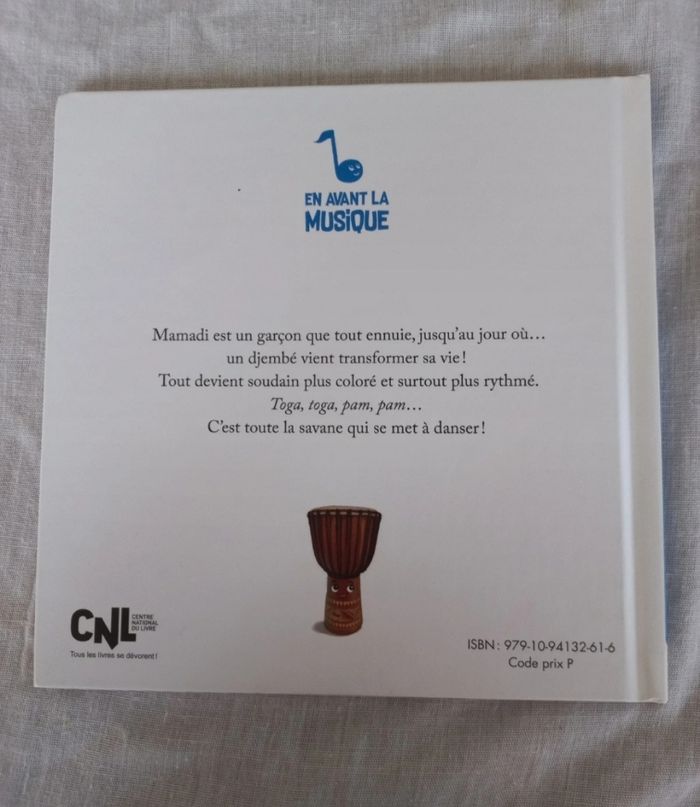 EN AVANT LA
MUSiQUE
Mamadi est un garçon que tout ennuie, jusqu’au jour où…
un djembé vient transformer sa vie !
Tout devient soudain plus coloré et surtout plus rythmé.
Toga, toga, pam, pam…
C’est toute la savane qui se met à danser !
CNL CENTRE
NATIONAL
DU LIVRE
Tous les livres se dévorent !
ISBN : 979-10-94132-61-6
Code prix P